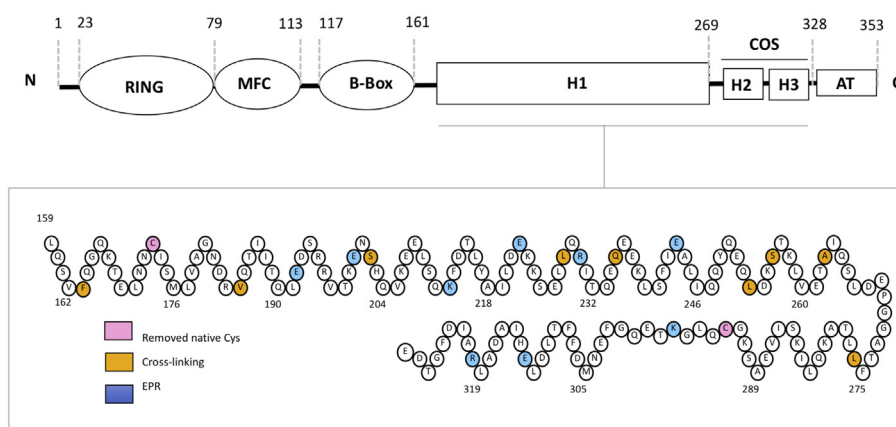 1 23 79 113 117 161 269 328 353
COS
N RING MFC B-Box H1 H2 H3 AT
159
L Q S V F Q G Q K T E L N N C I S M L V A G N D R V Q T I I T Q L E D S R R V T K E N S H Q V K E E L S Q K F D T L Y A I L D E K K S E L L Q R I T Q E E K L S F I E A L I Q Q Y Q E Q L D K S T K L V E T A I Q S L D E P G G A T
162 176 190 204 218 232 246 260
E D T G F D I A R L A D A I H E L D L T F D M N E F G Q E T K G L Q C G K S A E V I S K I L Q K A T L F
319 305 289 275
Removed native Cys
Cross-linking
EPR